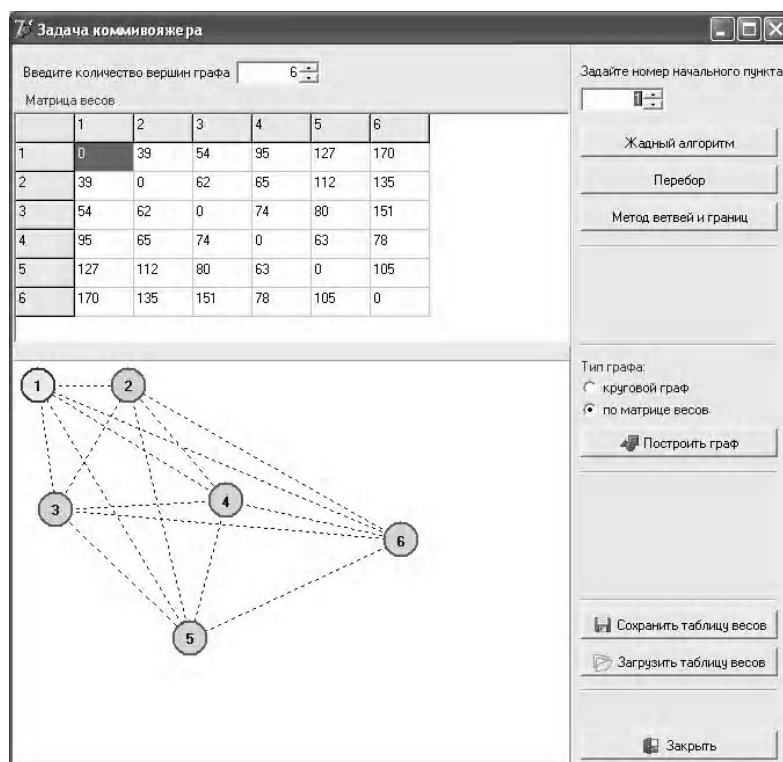 Задача коммивояжера
Введите количество вершин графа 6
Матрица весов
1 2 3 4 5 6
1 0 39 54 95 127 170
2 39 0 62 65 112 135
3 54 62 0 74 80 151
4 95 65 74 0 63 78
5 127 112 80 63 0 105
6 170 135 151 78 105 0
Задайте номер начального пункта
1
Жадный алгоритм
Перебор
Метод ветвей и границ
Тип графа:
круговой граф
по матрице весов
Построить граф
Сохранить таблицу весов
Загрузить таблицу весов
Закрыть
1 2
3 4
6
5